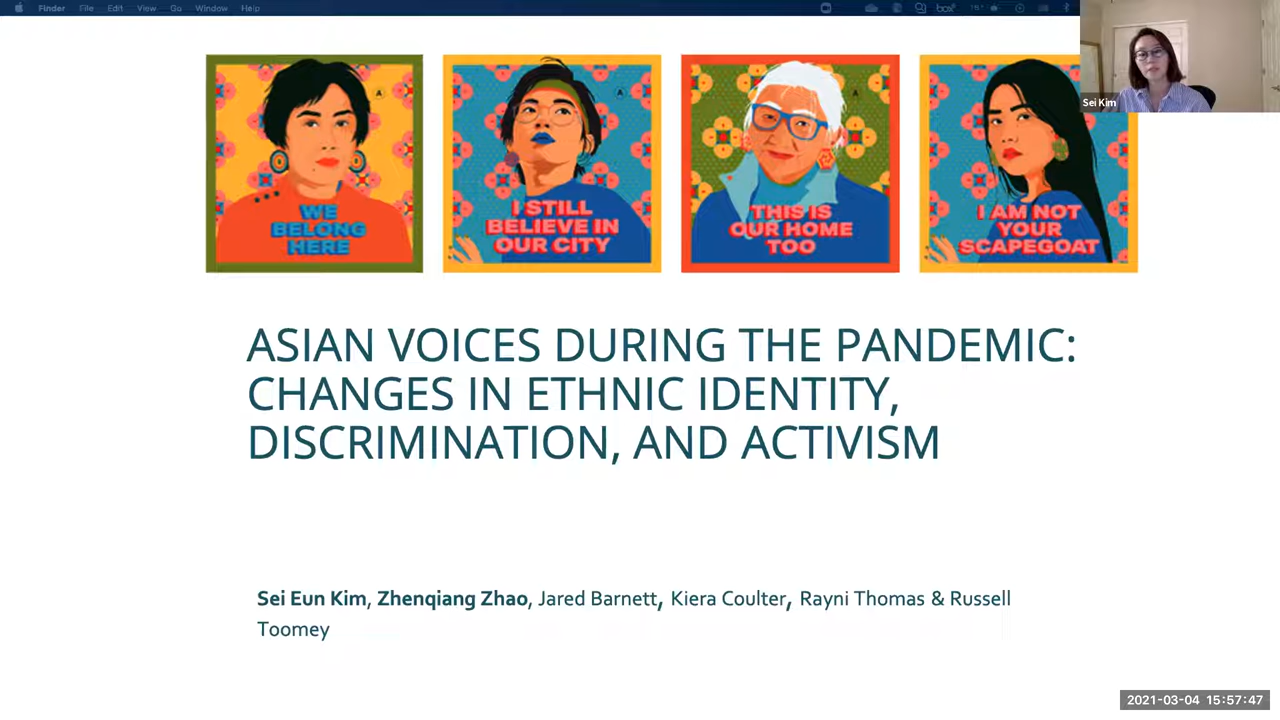 Finder File Edit View Go Window Help
box
Sei Kim
WE
BELONG
HERE
I STILL
BELIEVE IN
OUR CITY
THIS IS
OUR HOME
TOO
I AM NOT
YOUR
SCAPEGOAT
ASIAN VOICES DURING THE PANDEMIC:
CHANGES IN ETHNIC IDENTITY,
DISCRIMINATION, AND ACTIVISM
Sei Eun Kim, Zhenqiang Zhao, Jared Barnett, Kiera Coulter, Rayni Thomas & Russell
Toomey
2021-03-04 15:57:47